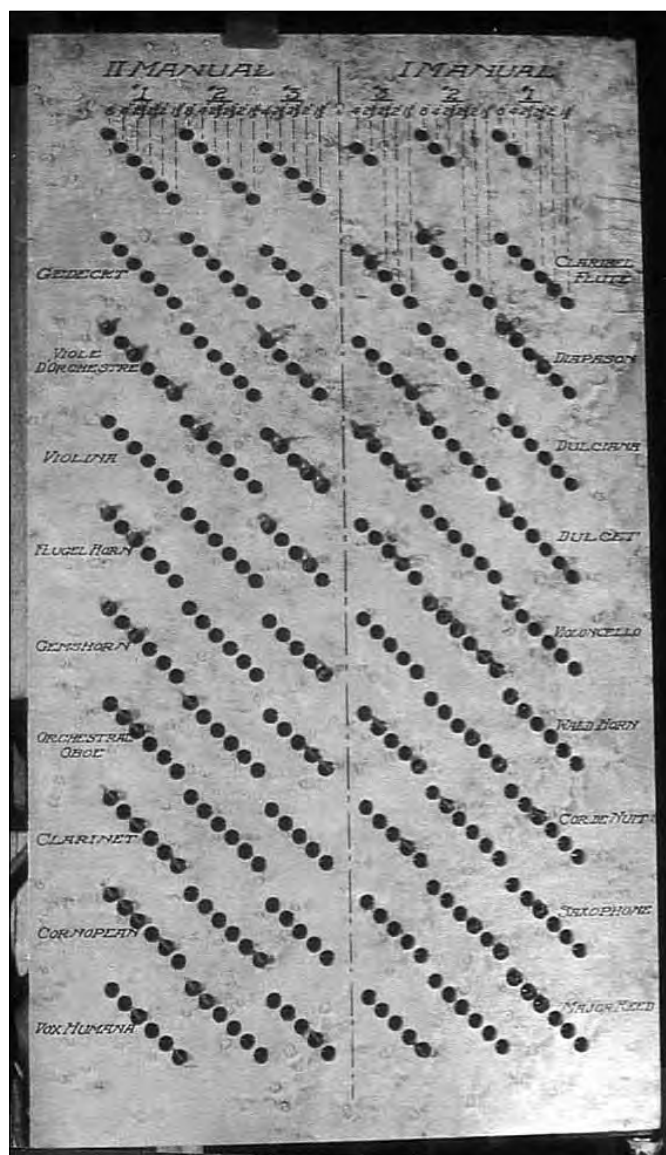 II MANUAL
I MANUAL
1
2
3
3
2
1
GEDECKT
CLARIBEL
FLUTE
VIOLE
D'ORCHESTRE
DIAPASON
VIOLINA
DULCIANA
FLUGEL HORN
DULCET
GEMSHORN
VIOLONCELLO
ORCHESTRAL
OBOE
WALD HORN
CLARINET
COR DE NUIT
CORNOPEAN
SAXOPHONE
VOX HUMANA
MAJOR REED